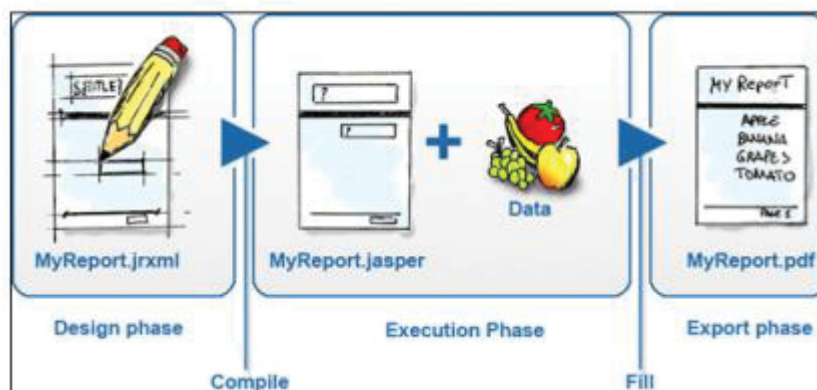 $[TITLE]
MyReport.jrxml
Design phase
Compile
?
?
MyReport.jasper
+
Data
Execution Phase
Fill
MY RePorT
APPLE
BANANA
GRAPES
TOMATO
MyReport.pdf
Export phase